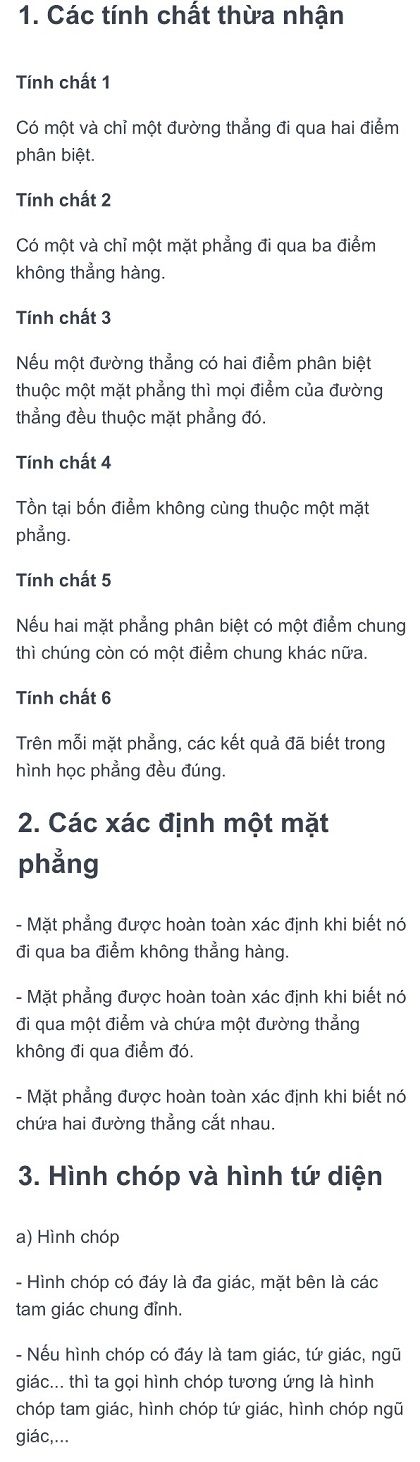 1. Các tính chất thừa nhận
Tính chất 1
Có một và chỉ một đường thẳng đi qua hai điểm
phân biệt.
Tính chất 2
Có một và chỉ một mặt phẳng đi qua ba điểm
không thẳng hàng.
Tính chất 3
Nếu một đường thẳng có hai điểm phân biệt
thuộc một mặt phẳng thì mọi điểm của đường
thẳng đều thuộc mặt phẳng đó.
Tính chất 4
Tồn tại bốn điểm không cùng thuộc một mặt
phẳng.
Tính chất 5
Nếu hai mặt phẳng phân biệt có một điểm chung
thì chúng còn có một điểm chung khác nữa.
Tính chất 6
Trên mỗi mặt phẳng, các kết quả đã biết trong
hình học phẳng đều đúng.
2. Các xác định một mặt
phẳng
- Mặt phẳng được hoàn toàn xác định khi biết nó
đi qua ba điểm không thẳng hàng.
- Mặt phẳng được hoàn toàn xác định khi biết nó
đi qua một điểm và chứa một đường thẳng
không đi qua điểm đó.
- Mặt phẳng được hoàn toàn xác định khi biết nó
chứa hai đường thẳng cắt nhau.
3. Hình chóp và hình tứ diện
a) Hình chóp
- Hình chóp có đáy là đa giác, mặt bên là các
tam giác chung đỉnh.
- Nếu hình chóp có đáy là tam giác, tứ giác, ngũ
giác... thì ta gọi hình chóp tương ứng là hình
chóp tam giác, hình chóp tứ giác, hình chóp ngũ
giác,...